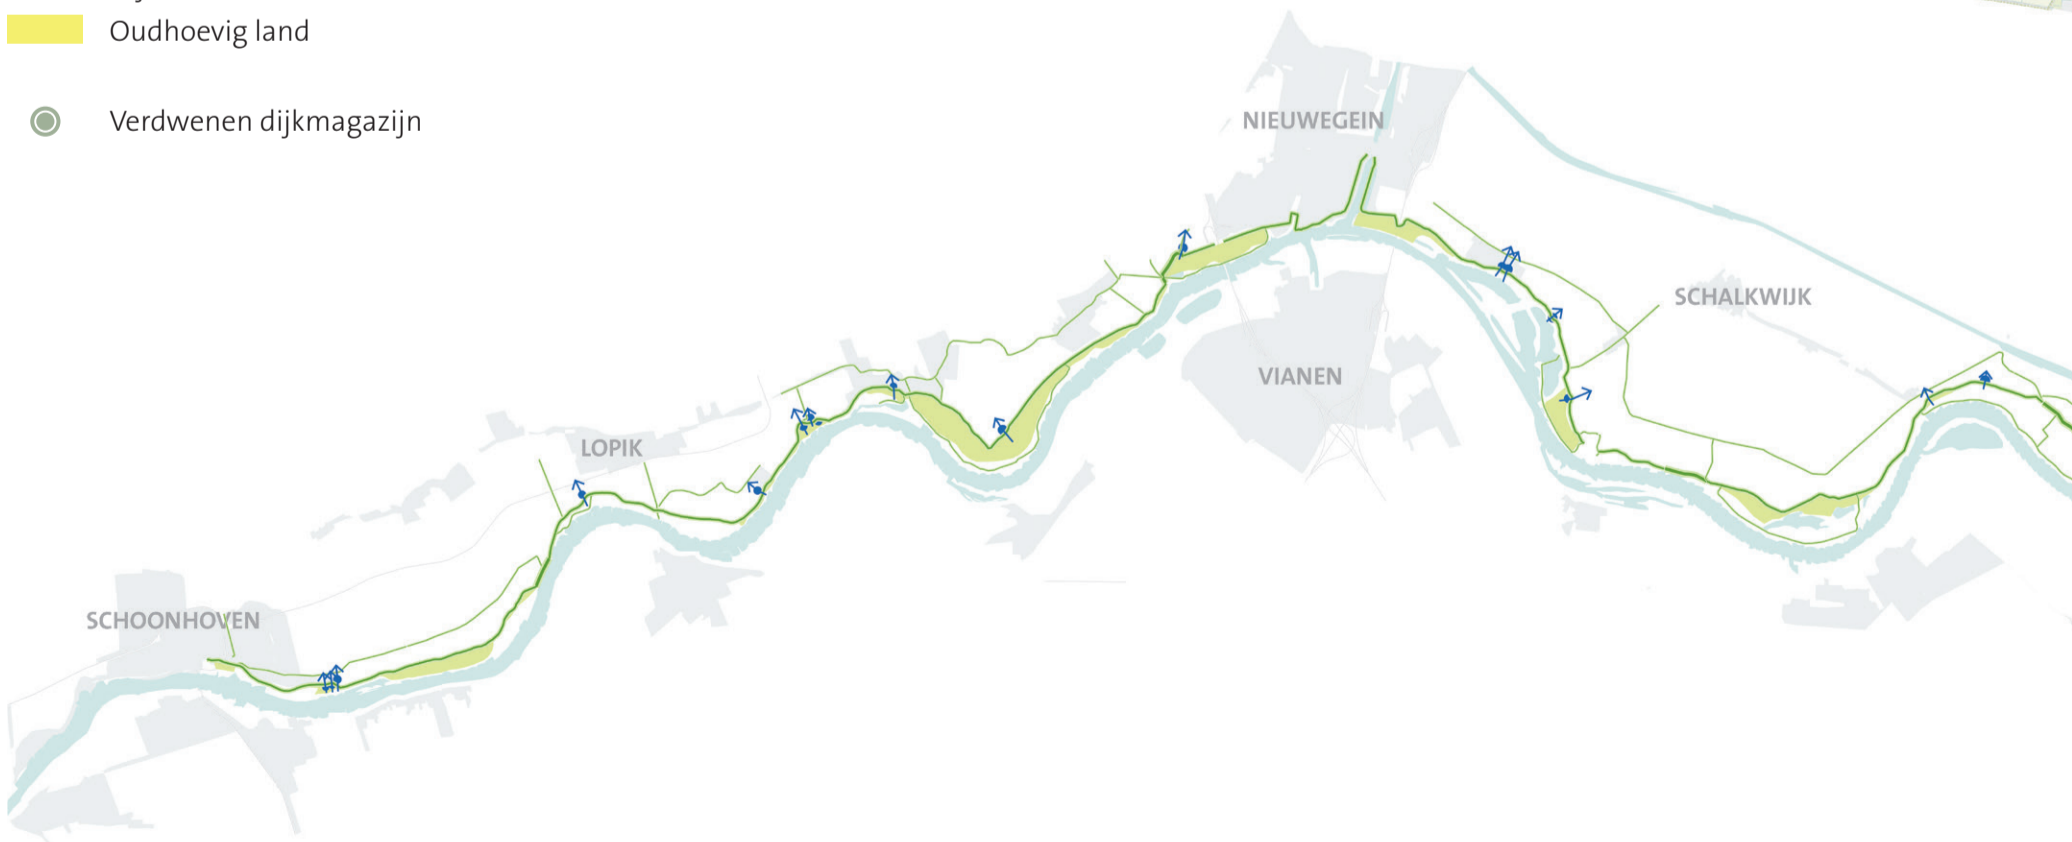 Oudhoevig land
Verdwenen dijkmagazijn
NIEUWEGEIN
SCHALKWIJK
VIANEN
LOPIK
SCHOONHOVEN